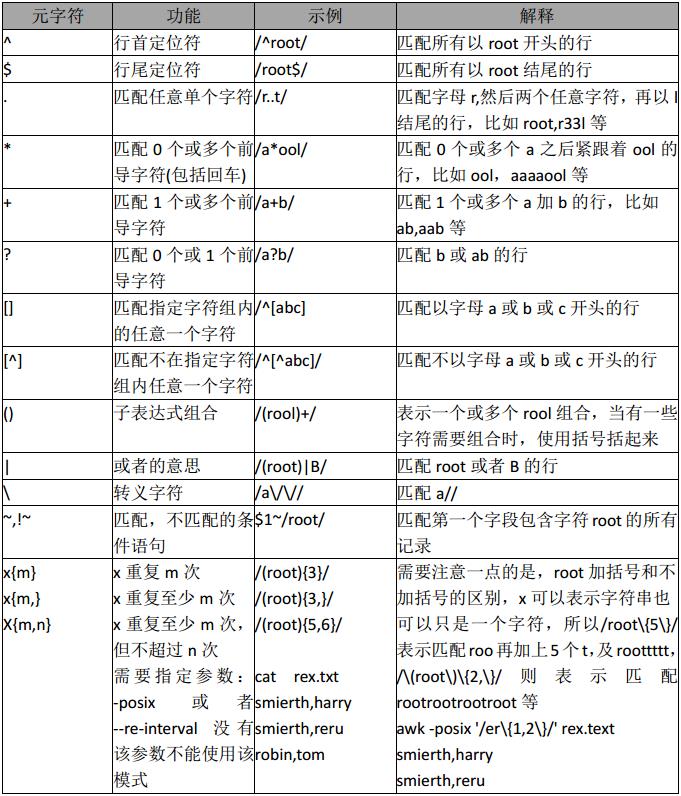 元字符 功能 示例 解释
^ 行首定位符 /^root/ 匹配所有以 root 开头的行
$ 行尾定位符 /root$/ 匹配所有以 root 结尾的行
. 匹配任意单个字符 /r..t/ 匹配字母 r,然后两个任意字符，再以 l
结尾的行，比如 root,r33l 等
* 匹配 0 个或多个前 /a*ool/ 匹配 0 个或多个 a 之后紧跟着 ool 的
导字符(包括回车) 行，比如 ool，aaaaool 等
+ 匹配 1 个或多个前 /a+b/ 匹配 1 个或多个 a 加 b 的行，比如
导字符 ab,aab 等
? 匹配 0 个或 1 个前 /a?b/ 匹配 b 或 ab 的行
导字符
[] 匹配指定字符组内 /^[abc] 匹配以字母 a 或 b 或 c 开头的行
的任意一个字符
[^] 匹配不在指定字符 /^[^abc]/ 匹配不以字母 a 或 b 或 c 开头的行
组内任意一个字符
() 子表达式组合 /(rool)+/ 表示一个或多个 rool 组合，当有一些
字符需要组合时，使用括号括起来
| 或者的意思 /(root)|B/ 匹配 root 或者 B 的行
\ 转义字符 /a\/\// 匹配 a//
~,!~ 匹配，不匹配的条 $1~/root/ 匹配第一个字段包含字符 root 的所有
件语句 记录
x{m} x 重复 m 次 /(root){3}/ 需要注意一点的是，root 加括号和不
x{m,} x 重复至少 m 次 /(root){3,}/ 加括号的区别，x 可以表示字符串也
X{m,n} x 重复至少 m 次， /(root){5,6}/ 可以只是一个字符，所以/root\{5\}/
但不超过 n 次 表示匹配 roo 再加上 5 个 t，及 roottttt，
需要指定参数： cat rex.txt /\(root\)\{2,\}/ 则表示匹配
-posix 或者 smierth,harry rootrootrootroot 等
--re-interval 没有 smierth,reru awk -posix '/er\{1,2\}/' rex.text
该参数不能使用该 robin,tom smierth,harry
模式 smierth,reru